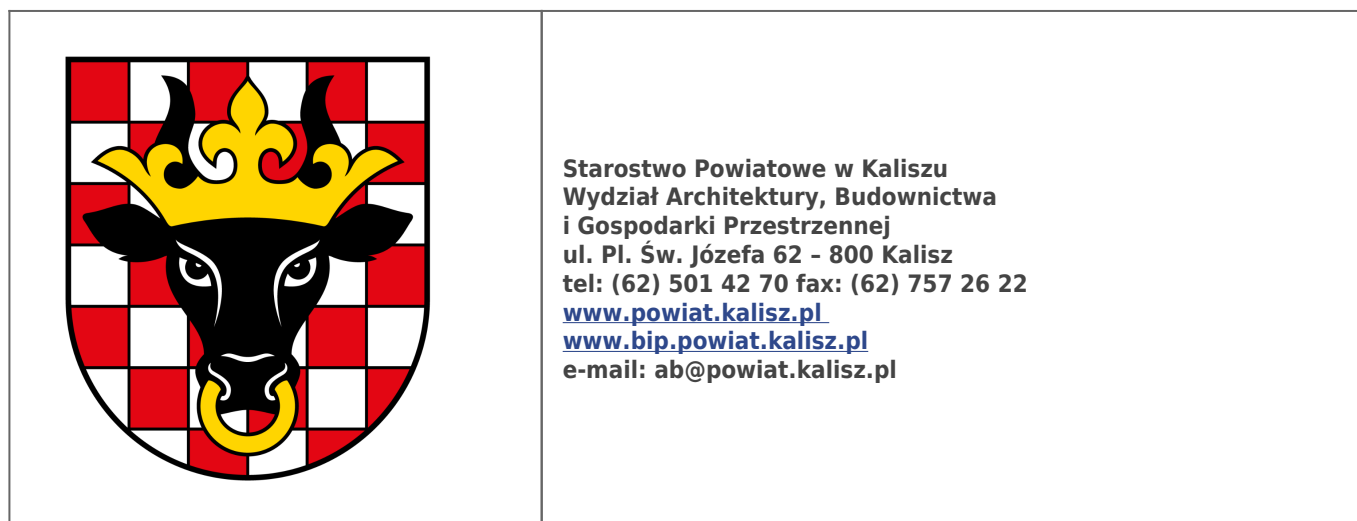 Starostwo Powiatowe w Kaliszu
Wydział Architektury, Budownictwa
i Gospodarki Przestrzennej
ul. Pl. Św. Józefa 62 – 800 Kalisz
tel: (62) 501 42 70 fax: (62) 757 26 22
www.powiat.kalisz.pl
www.bip.powiat.kalisz.pl
e-mail: ab@powiat.kalisz.pl